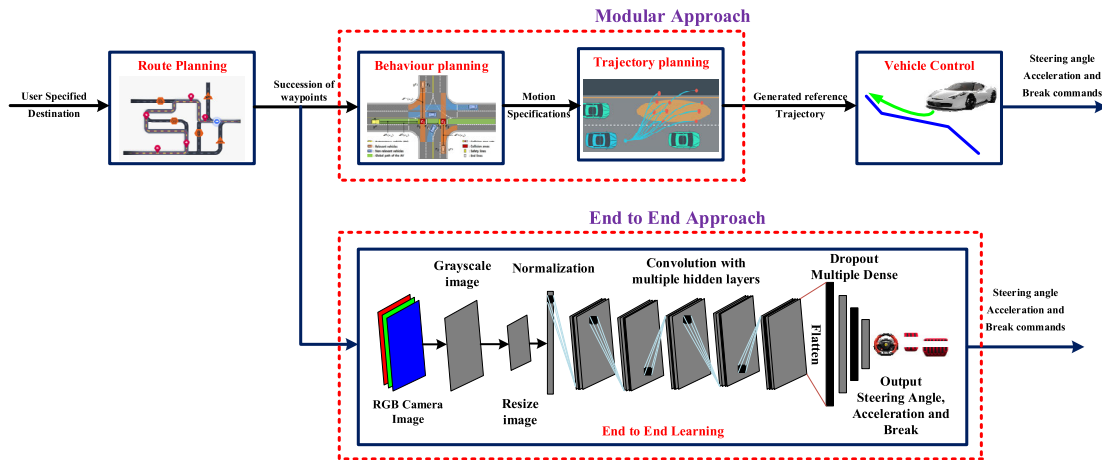 Modular Approach
Route Planning
Behaviour planning
Trajectory planning
Vehicle Control
User Specified
Destination
Succession of
waypoints
Motion
Specifications
Generated reference
Trajectory
Steering angle
Acceleration and
Break commands
End to End Approach
Grayscale
image
Normalization
Convolution with
multiple hidden layers
Dropout
Multiple Dense
Flatten
RGB Camera
Image
Resize
image
Output
Steering Angle,
Acceleration and
Break
End to End Learning
Steering angle
Acceleration and
Break commands